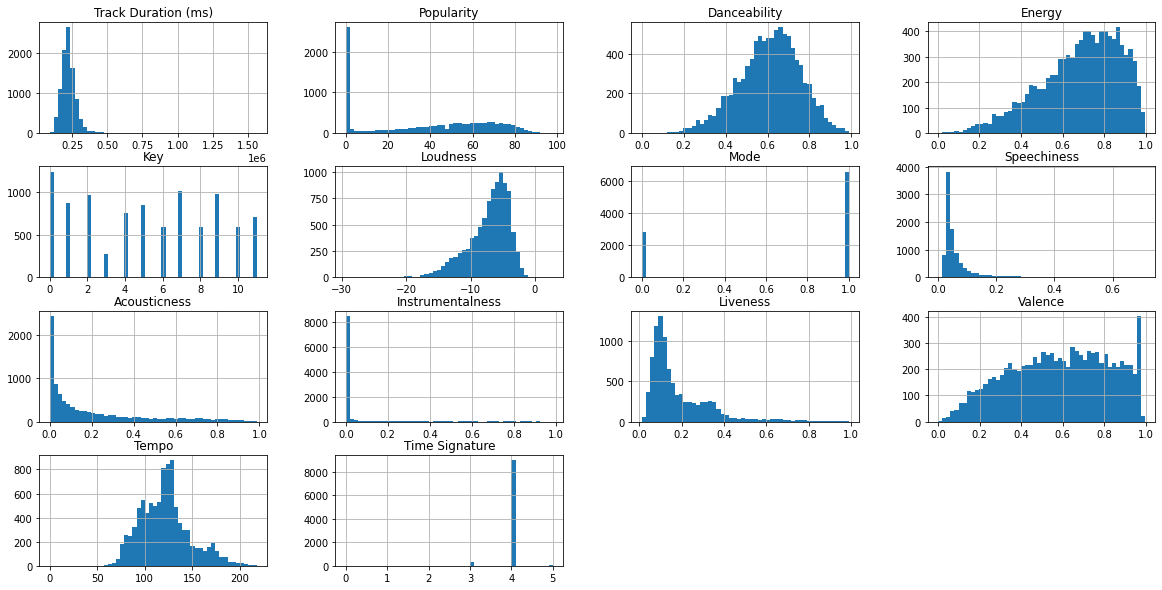 Track Duration (ms)
2000
1000
0
0.25 0.50 0.75 1.00 1.25 1.50
1e6
Popularity
2000
1000
0
0 20 40 60 80 100
Danceability
400
200
0
0.0 0.2 0.4 0.6 0.8 1.0
Energy
400
300
200
100
0
0.0 0.2 0.4 0.6 0.8 1.0
Key
1000
500
0
0 2 4 6 8 10
Loudness
1000
750
500
250
0
−30 −20 −10 0
Mode
6000
4000
2000
0
0.0 0.2 0.4 0.6 0.8 1.0
Speechiness
4000
3000
2000
1000
0
0.0 0.2 0.4 0.6
Acousticness
2000
1000
0
0.0 0.2 0.4 0.6 0.8 1.0
Instrumentalness
8000
6000
4000
2000
0
0.0 0.2 0.4 0.6 0.8 1.0
Liveness
1000
500
0
0.0 0.2 0.4 0.6 0.8 1.0
Valence
400
300
200
100
0
0.0 0.2 0.4 0.6 0.8 1.0
Tempo
800
600
400
200
0
0 50 100 150 200
Time Signature
8000
6000
4000
2000
0
0 1 2 3 4 5